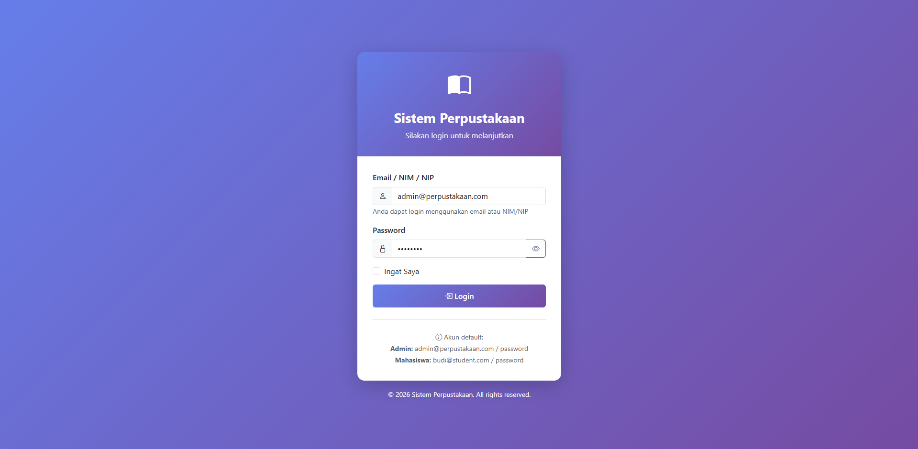 Sistem Perpustakaan
Silakan login untuk melanjutkan
Email / NIM / NIP
admin@perpustakaan.com
Anda dapat login menggunakan email atau NIM/NIP
Password
••••••••
Ingat Saya
Login
Akun default:
Admin: admin@perpustakaan.com / password
Mahasiswa: budi@student.com / password
© 2026 Sistem Perpustakaan. All rights reserved.